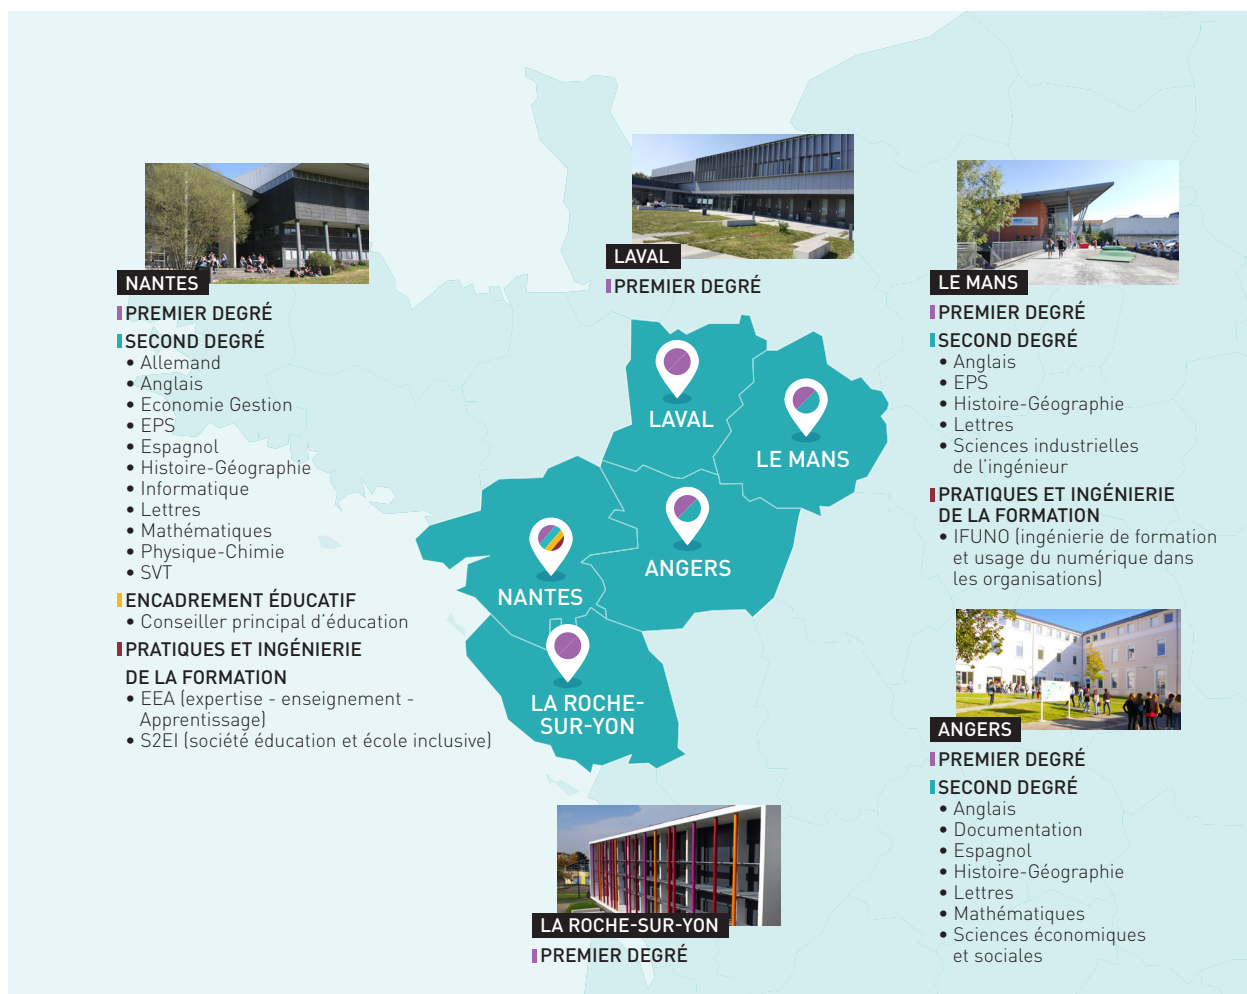 NANTES
PREMIER DEGRÉ
SECOND DEGRÉ
• Allemand
• Anglais
• Economie Gestion
• EPS
• Espagnol
• Histoire-Géographie
• Informatique
• Lettres
• Mathématiques
• Physique-Chimie
• SVT
ENCADREMENT ÉDUCATIF
• Conseiller principal d'éducation
PRATIQUES ET INGÉNIERIE
DE LA FORMATION
• EEA (expertise - enseignement -
Apprentissage)
• S2EI (société éducation et école inclusive)
LAVAL
PREMIER DEGRÉ
LE MANS
PREMIER DEGRÉ
SECOND DEGRÉ
• Anglais
• EPS
• Histoire-Géographie
• Lettres
• Sciences industrielles
de l'ingénieur
PRATIQUES ET INGÉNIERIE
DE LA FORMATION
• IFUNO (ingénierie de formation
et usage du numérique dans
les organisations)
LAVAL
LE MANS
ANGERS
NANTES
LA ROCHE-
SUR-YON
ANGERS
PREMIER DEGRÉ
SECOND DEGRÉ
• Anglais
• Documentation
• Espagnol
• Histoire-Géographie
• Lettres
• Mathématiques
• Sciences économiques
et sociales
LA ROCHE-SUR-YON
PREMIER DEGRÉ